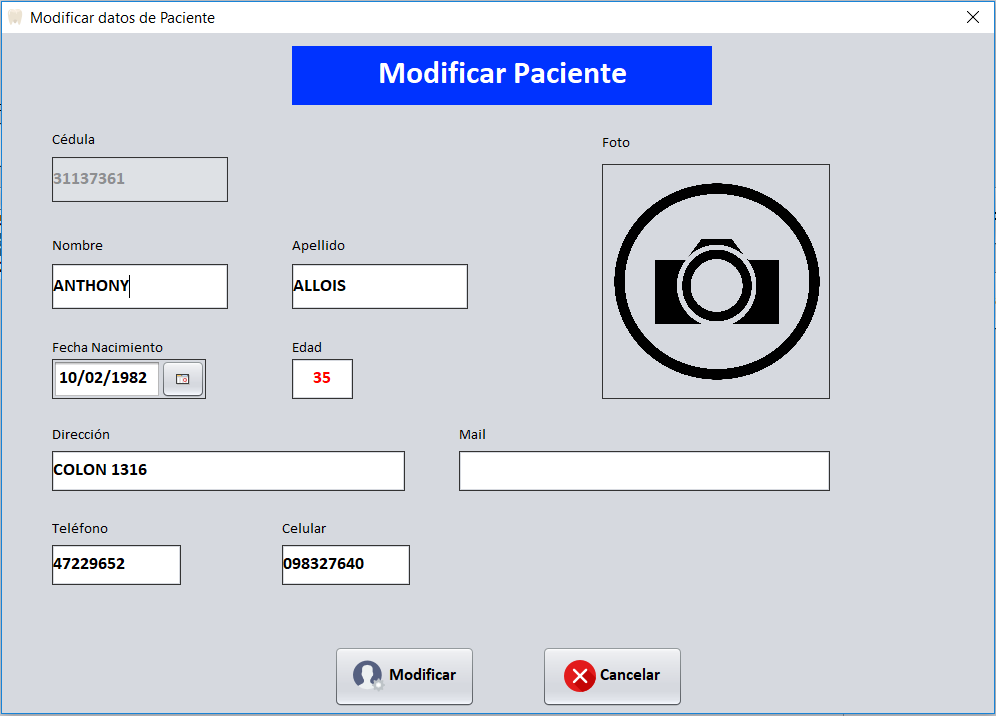 Modificar datos de Paciente
Modificar Paciente
Cédula
Foto
31137361
Nombre
Apellido
ANTHONY
ALLOIS
Fecha Nacimiento
Edad
10/02/1982
35
Dirección
Mail
COLON 1316
Teléfono
Celular
47229652
098327640
Modificar
Cancelar